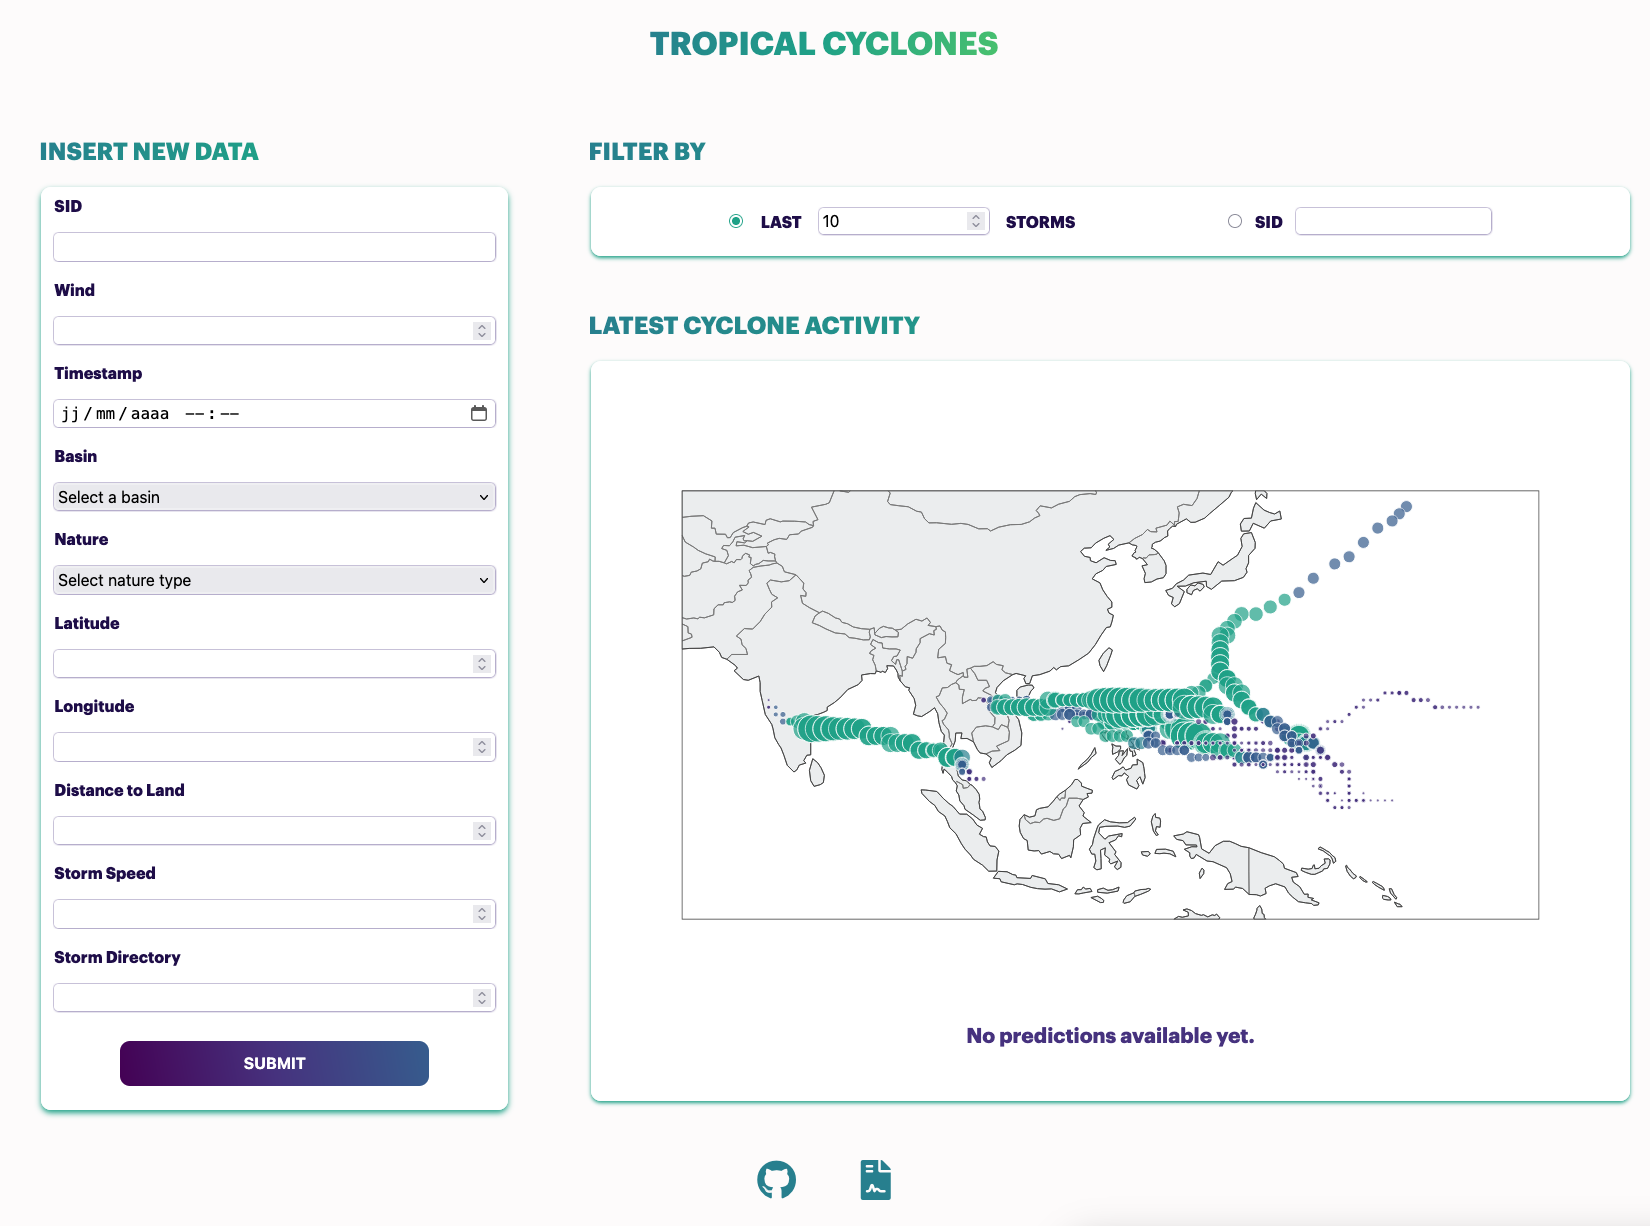 TROPICAL CYCLONES
INSERT NEW DATA
SID
Wind
Timestamp
jj/mm/aaaa --:--
Basin
Select a basin
Nature
Select nature type
Latitude
Longitude
Distance to Land
Storm Speed
Storm Directory
SUBMIT
FILTER BY
LAST 10 STORMS SID
LATEST CYCLONE ACTIVITY
No predictions available yet.